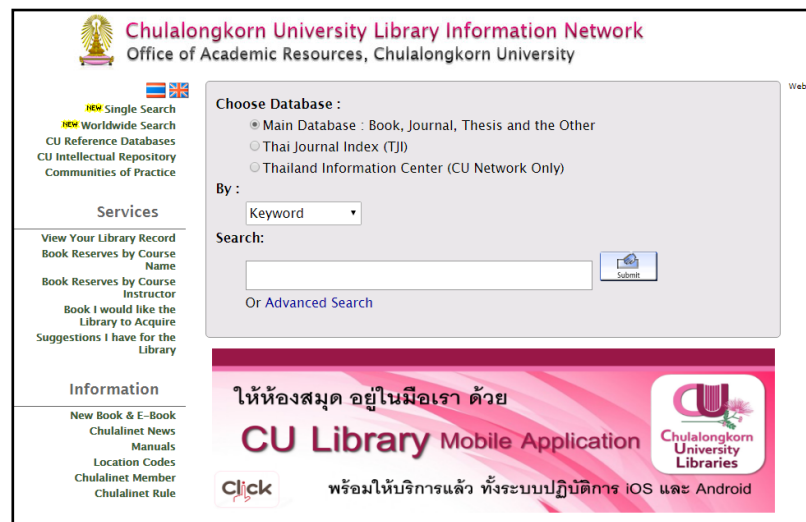 Chulalongkorn University Library Information Network
Office of Academic Resources, Chulalongkorn University
Web
NEW Single Search
NEW Worldwide Search
CU Reference Databases
CU Intellectual Repository
Communities of Practice
Services
View Your Library Record
Book Reserves by Course
Name
Book Reserves by Course
Instructor
Book I would like the
Library to Acquire
Suggestions I have for the
Library
Information
New Book & E-Book
Chulalinet News
Manuals
Location Codes
Chulalinet Member
Chulalinet Rule
Choose Database :
Main Database : Book, Journal, Thesis and the Other
Thai Journal Index (TJI)
Thailand Information Center (CU Network Only)
By :
Keyword
Search:
Submit
Or Advanced Search
ให้ห้องสมุด อยู่ในมือเรา ด้วย
CU Library Mobile Application
CU
Chulalongkorn
University
Libraries
Click
พร้อมให้บริการแล้ว ทั้งระบบปฏิบัติการ iOS และ Android